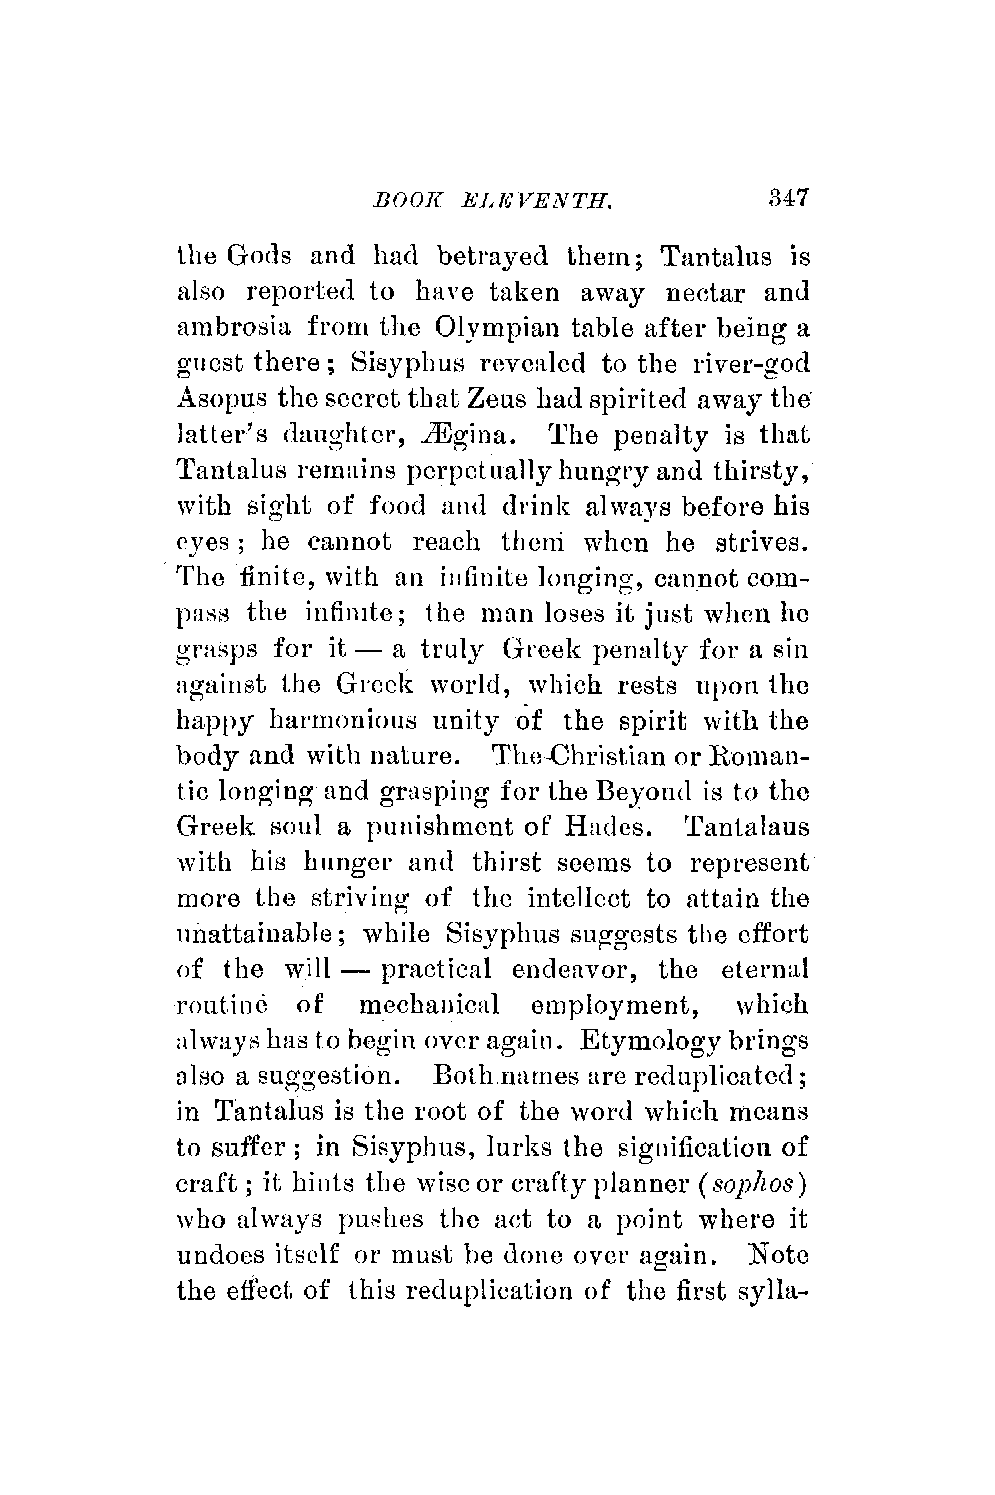 BOOK ELEVENTH. 347
the Gods and had betrayed them; Tantalus is
also reported to have taken away nectar and
ambrosia from the Olympian table after being a
guest there; Sisyphus revealed to the river-god
Asopus the secret that Zeus had spirited away the
latter's daughter, Ægina. The penalty is that
Tantalus remains perpetually hungry and thirsty,
with sight of food and drink always before his
eyes; he cannot reach them when he strives.
The finite, with an infinite longing, cannot com-
pass the infinite; the man loses it just when he
grasps for it — a truly Greek penalty for a sin
against the Greek world, which rests upon the
happy harmonious unity of the spirit with the
body and with nature. The Christian or Roman-
tic longing and grasping for the Beyond is to the
Greek soul a punishment of Hades. Tantalaus
with his hunger and thirst seems to represent
more the striving of the intellect to attain the
unattainable; while Sisyphus suggests the effort
of the will — practical endeavor, the eternal
routine of mechanical employment, which
always has to begin over again. Etymology brings
also a suggestion. Both names are reduplicated;
in Tantalus is the root of the word which means
to suffer; in Sisyphus, lurks the signification of
craft; it hints the wise or crafty planner (sophos)
who always pushes the act to a point where it
undoes itself or must be done over again. Note
the effect of this reduplication of the first sylla-